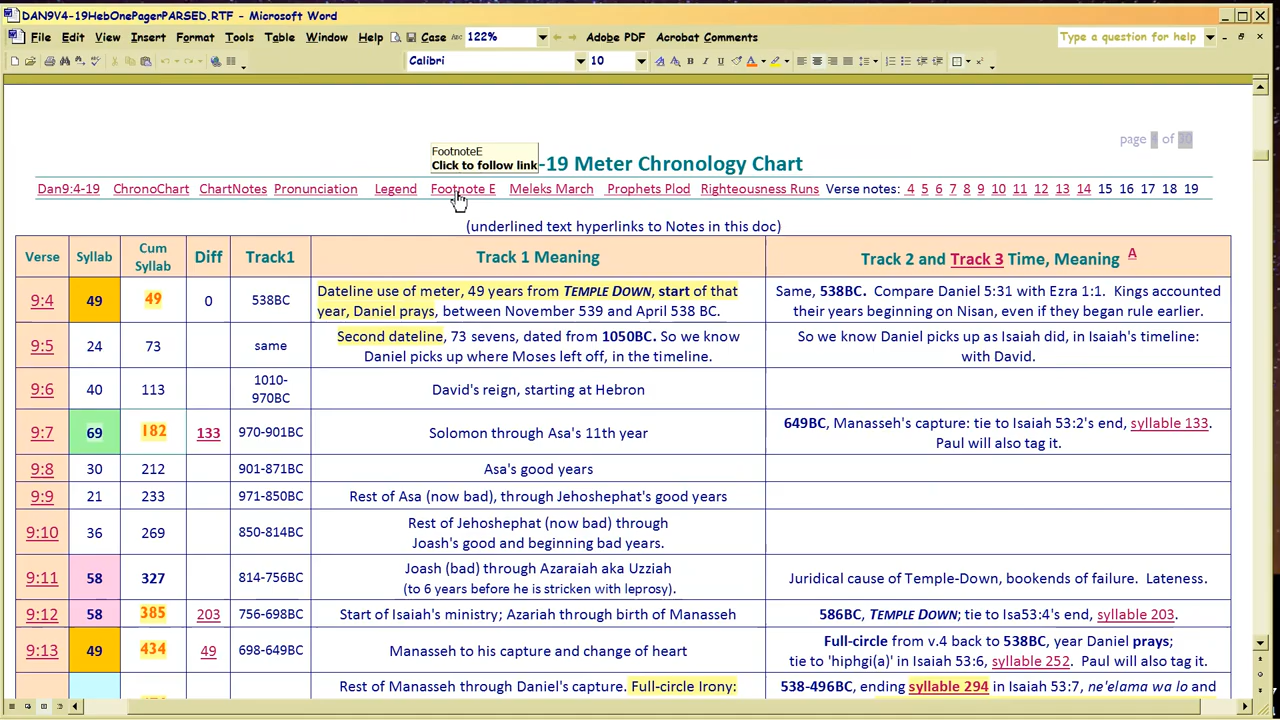 DAN9V4-19HebOnePagerPARSED.RTF - Microsoft Word
File Edit View Insert Format Tools Table Window Help Case 122% Adobe PDF Acrobat Comments Type a question for help
Calibri 10
page 4 of 30
FootnoteE
Click to follow link
-19 Meter Chronology Chart
Dan9:4-19 ChronoChart ChartNotes Pronunciation Legend Footnote E Meleks March Prophets Plod Righteousness Runs Verse notes: 4 5 6 7 8 9 10 11 12 13 14 15 16 17 18 19
(underlined text hyperlinks to Notes in this doc)
Verse Syllab Cum Syllab Diff Track1 Track 1 Meaning Track 2 and Track 3 Time, Meaning A
9:4 49 49 0 538BC Dateline use of meter, 49 years from TEMPLE DOWN, start of that Same, 538BC. Compare Daniel 5:31 with Ezra 1:1. Kings accounted
year, Daniel prays, between November 539 and April 538 BC. their years beginning on Nisan, even if they began rule earlier.
9:5 24 73 same Second dateline, 73 sevens, dated from 1050BC. So we know So we know Daniel picks up as Isaiah did, in Isaiah's timeline:
Daniel picks up where Moses left off, in the timeline. with David.
9:6 40 113 1010-970BC David's reign, starting at Hebron
9:7 69 182 133 970-901BC Solomon through Asa's 11th year 649BC, Manasseh's capture: tie to Isaiah 53:2's end, syllable 133.
Paul will also tag it.
9:8 30 212 901-871BC Asa's good years
9:9 21 233 971-850BC Rest of Asa (now bad), through Jehoshephat's good years
9:10 36 269 850-814BC Rest of Jehoshephat (now bad) through
Joash's good and beginning bad years.
9:11 58 327 814-756BC Joash (bad) through Azaraiah aka Uzziah Juridical cause of Temple-Down, bookends of failure. Lateness.
(to 6 years before he is stricken with leprosy).
9:12 58 385 203 756-698BC Start of Isaiah's ministry; Azariah through birth of Manasseh 586BC, TEMPLE DOWN; tie to Isa53:4's end, syllable 203.
9:13 49 434 49 698-649BC Manasseh to his capture and change of heart Full-circle from v.4 back to 538BC, year Daniel prays;
tie to 'hiphgi(a)' in Isaiah 53:6, syllable 252. Paul will also tag it.
Rest of Manasseh through Daniel's capture. Full-circle Irony: 538-496BC, ending syllable 294 in Isaiah 53:7, ne'elama wa lo and